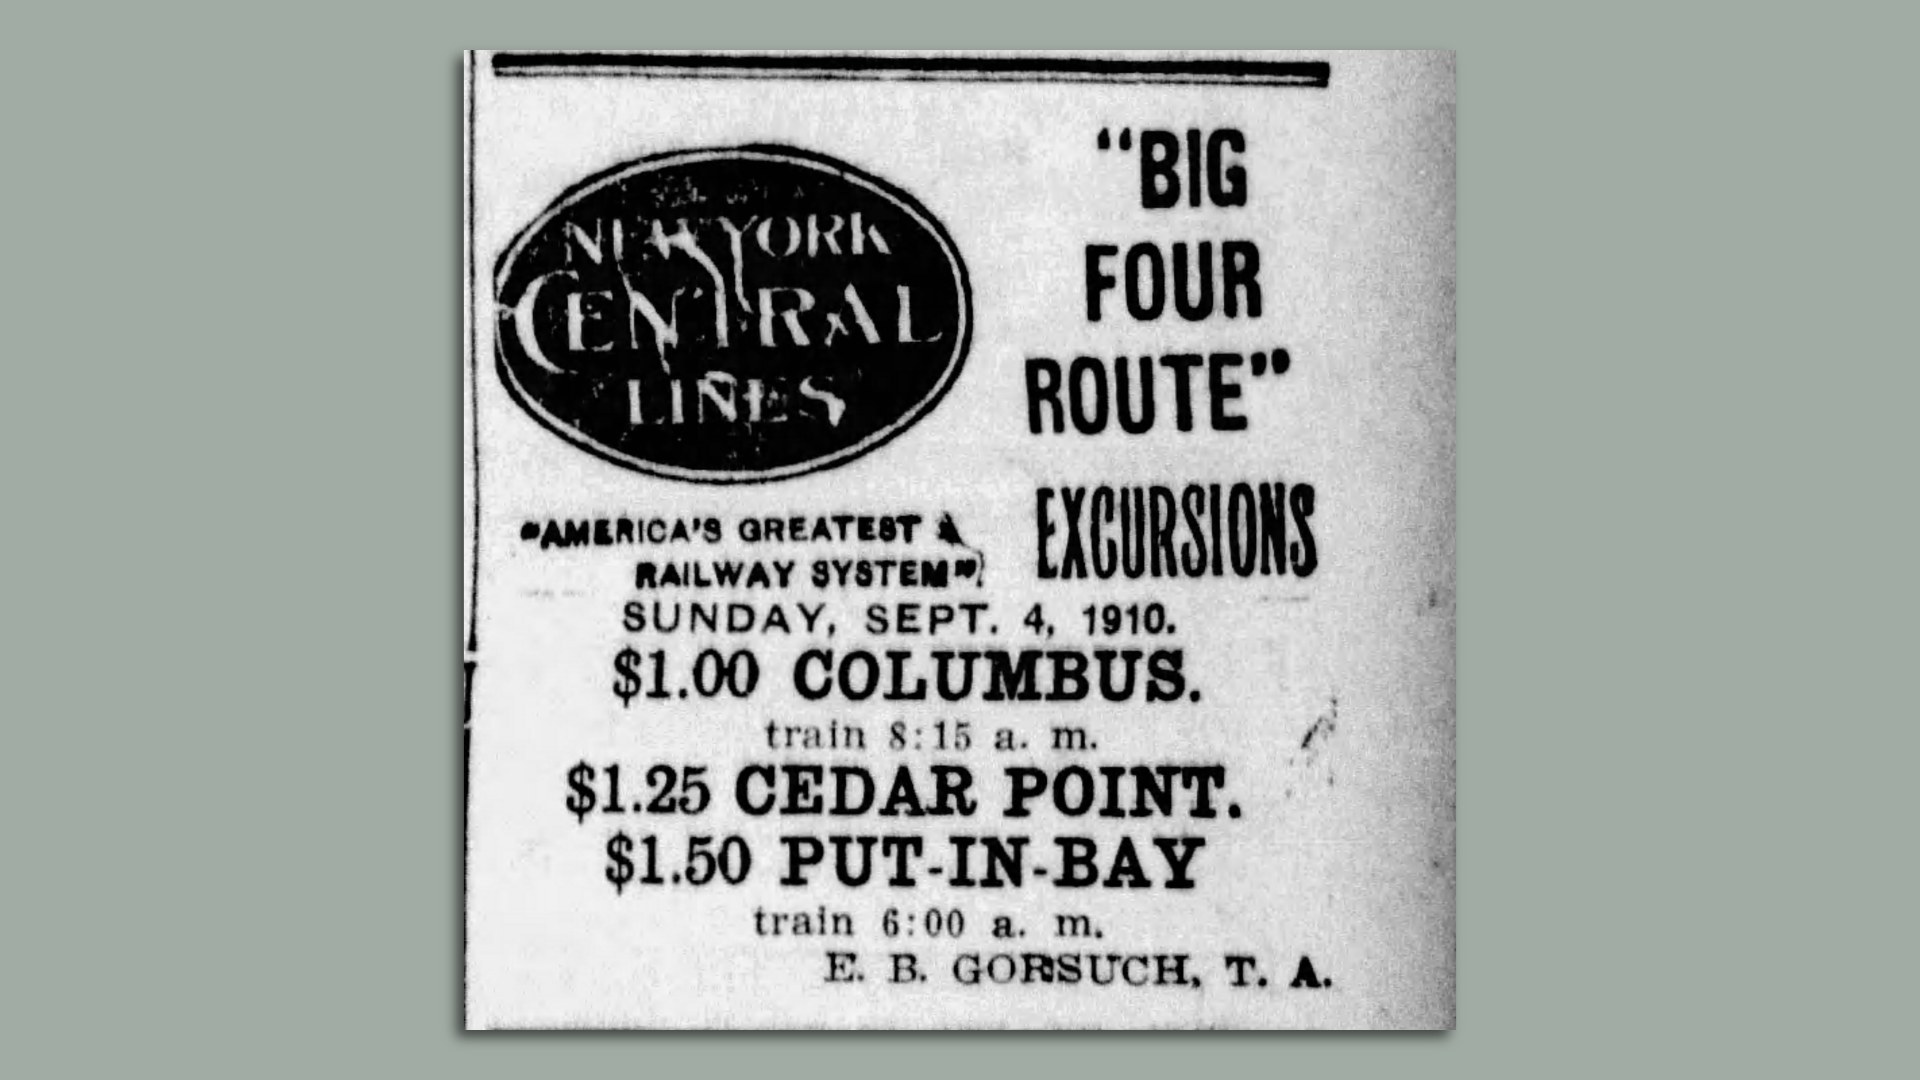 NEW YORK
CENTRAL
LINES
"AMERICA'S GREATEST
RAILWAY SYSTEM"
"BIG
FOUR
ROUTE"
EXCURSIONS
SUNDAY, SEPT. 4, 1910.
$1.00 COLUMBUS.
train 8:15 a. m.
$1.25 CEDAR POINT.
$1.50 PUT-IN-BAY
train 6:00 a. m.
E. B. GORSUCH, T. A.